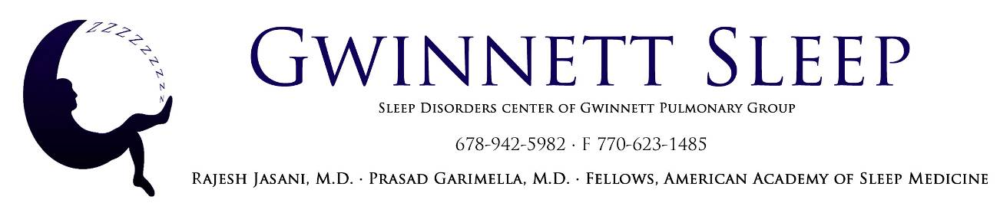 ZZZZZZZZZZ
GWINNETT SLEEP
SLEEP DISORDERS CENTER OF GWINNETT PULMONARY GROUP
678-942-5982 · F 770-623-1485
RAJESH JASANI, M.D. · PRASAD GARIMELLA, M.D. · FELLOWS, AMERICAN ACADEMY OF SLEEP MEDICINE